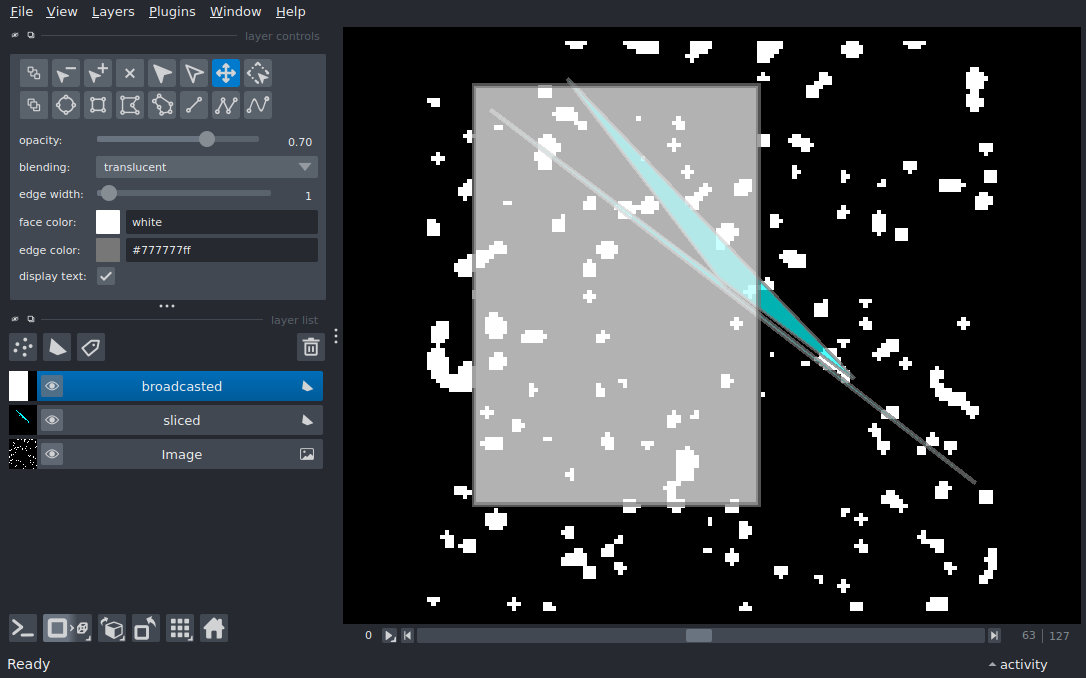 File View Layers Plugins Window Help
layer controls
opacity: 0.70
blending: translucent
edge width: 1
face color: white
edge color: #777777ff
display text:
layer list
broadcasted
sliced
Image
0 63 127
Ready activity